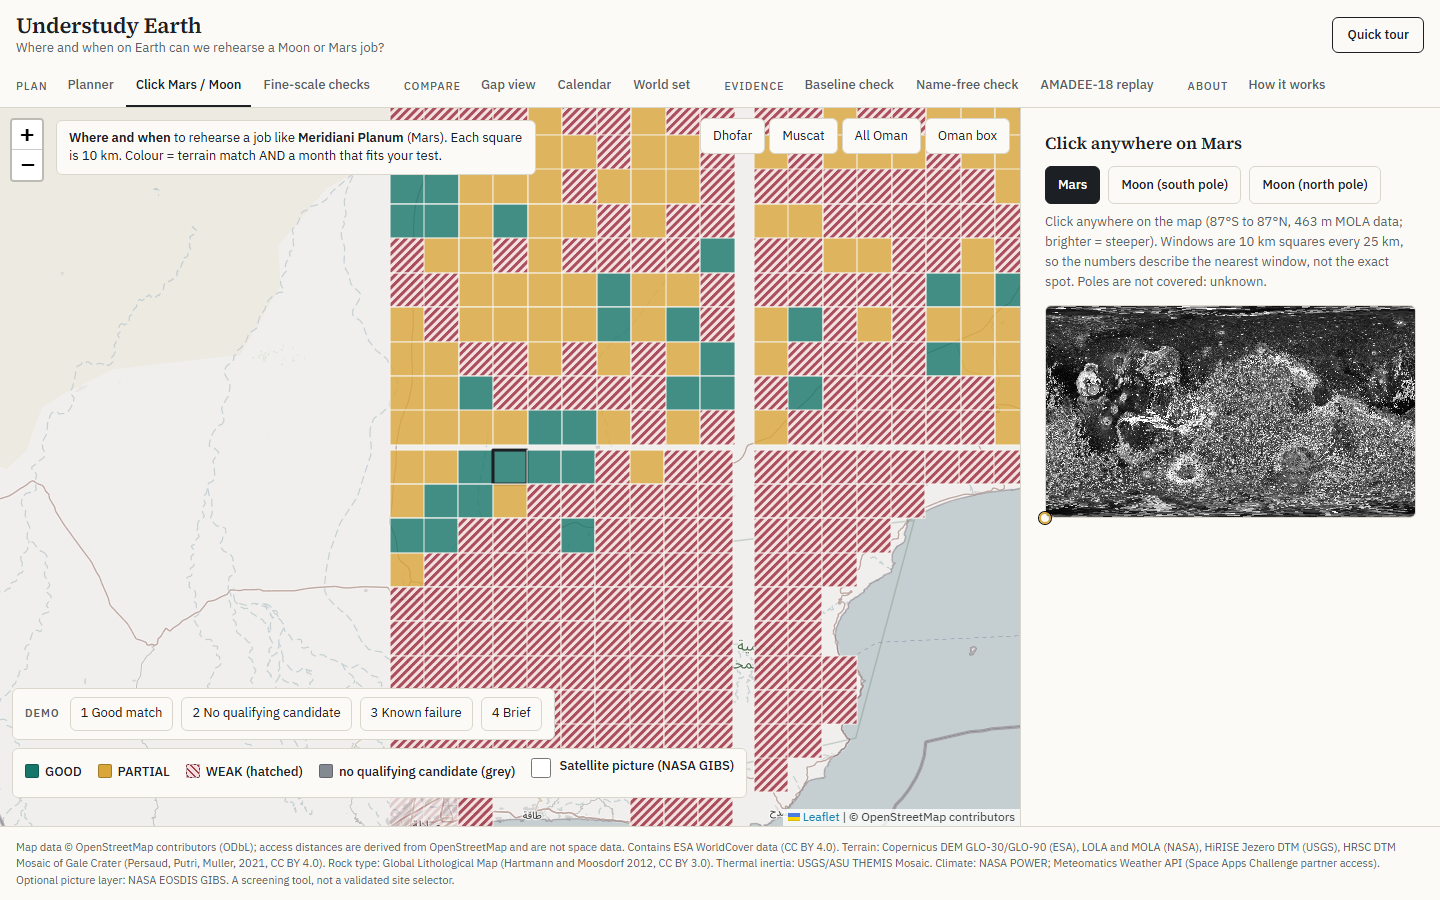 Understudy Earth
Where and when on Earth can we rehearse a Moon or Mars job?
Quick tour
PLAN Planner Click Mars / Moon Fine-scale checks COMPARE Gap view Calendar World set EVIDENCE Baseline check Name-free check AMADEE-18 replay ABOUT How it works
+
−
Where and when to rehearse a job like Meridiani Planum (Mars). Each square
is 10 km. Colour = terrain match AND a month that fits your test.
Dhofar Muscat All Oman Oman box
Click anywhere on Mars
Mars Moon (south pole) Moon (north pole)
Click anywhere on the map (87°S to 87°N, 463 m MOLA data;
brighter = steeper). Windows are 10 km squares every 25 km,
so the numbers describe the nearest window, not the exact
spot. Poles are not covered: unknown.
DEMO 1 Good match 2 No qualifying candidate 3 Known failure 4 Brief
GOOD PARTIAL WEAK (hatched) no qualifying candidate (grey) Satellite picture (NASA GIBS)
طاقة
Leaflet | © OpenStreetMap contributors
Map data © OpenStreetMap contributors (ODbL); access distances are derived from OpenStreetMap and are not space data. Contains ESA WorldCover data (CC BY 4.0). Terrain: Copernicus DEM GLO-30/GLO-90 (ESA), LOLA and MOLA (NASA), HiRISE Jezero DTM (USGS), HRSC DTM
Mosaic of Gale Crater (Persaud, Putri, Muller, 2021, CC BY 4.0). Rock type: Global Lithological Map (Hartmann and Moosdorf 2012, CC BY 3.0). Thermal inertia: USGS/ASU THEMIS Mosaic. Climate: NASA POWER; Meteomatics Weather API (Space Apps Challenge partner access).
Optional picture layer: NASA EOSDIS GIBS. A screening tool, not a validated site selector.